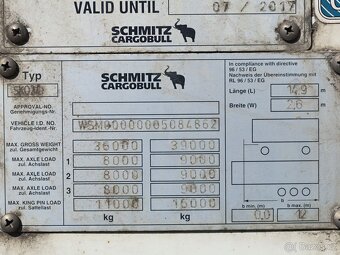 VALID UNTIL 07 / 2017
SCHMITZ
CARGOBULL
Typ
SKO24
SCHMITZ
CARGOBULL
In compliance with directive
96 / 53 / EG
Nachweis der Übereinstimmung mit
RL 96 / 53 / EG
APPROVAL-NO
Genehmigungs-Nr.
Länge (L) 14,9 m
Breite (W) 2,6 m
VEHICLE I.D. NO.
Fahrzeug-Ident.-Nr.
WSM00000005084862
MAX. GROSS WEIGHT
zul. Gesamtgewicht
36000 39000
MAX. AXLE LOAD
zul. Achslast
1 8000 9000
MAX. AXLE LOAD
zul. Achslast
2 8000 9000
MAX. AXLE LOAD
zul. Achslast
3 8000 9000
MAX. KING PIN LOAD
zul. Sattellast
11000 15000
kg kg
b min. (m) b max. (m)
0,0 12